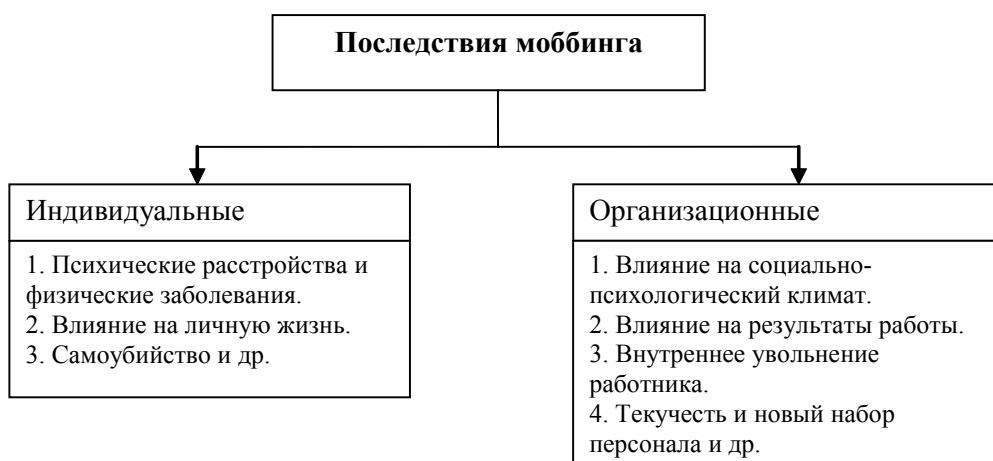 Последствия моббинга
Индивидуальные
1. Психические расстройства и
физические заболевания.
2. Влияние на личную жизнь.
3. Самоубийство и др.
Организационные
1. Влияние на социально-
психологический климат.
2. Влияние на результаты работы.
3. Внутреннее увольнение
работника.
4. Текучесть и новый набор
персонала и др.